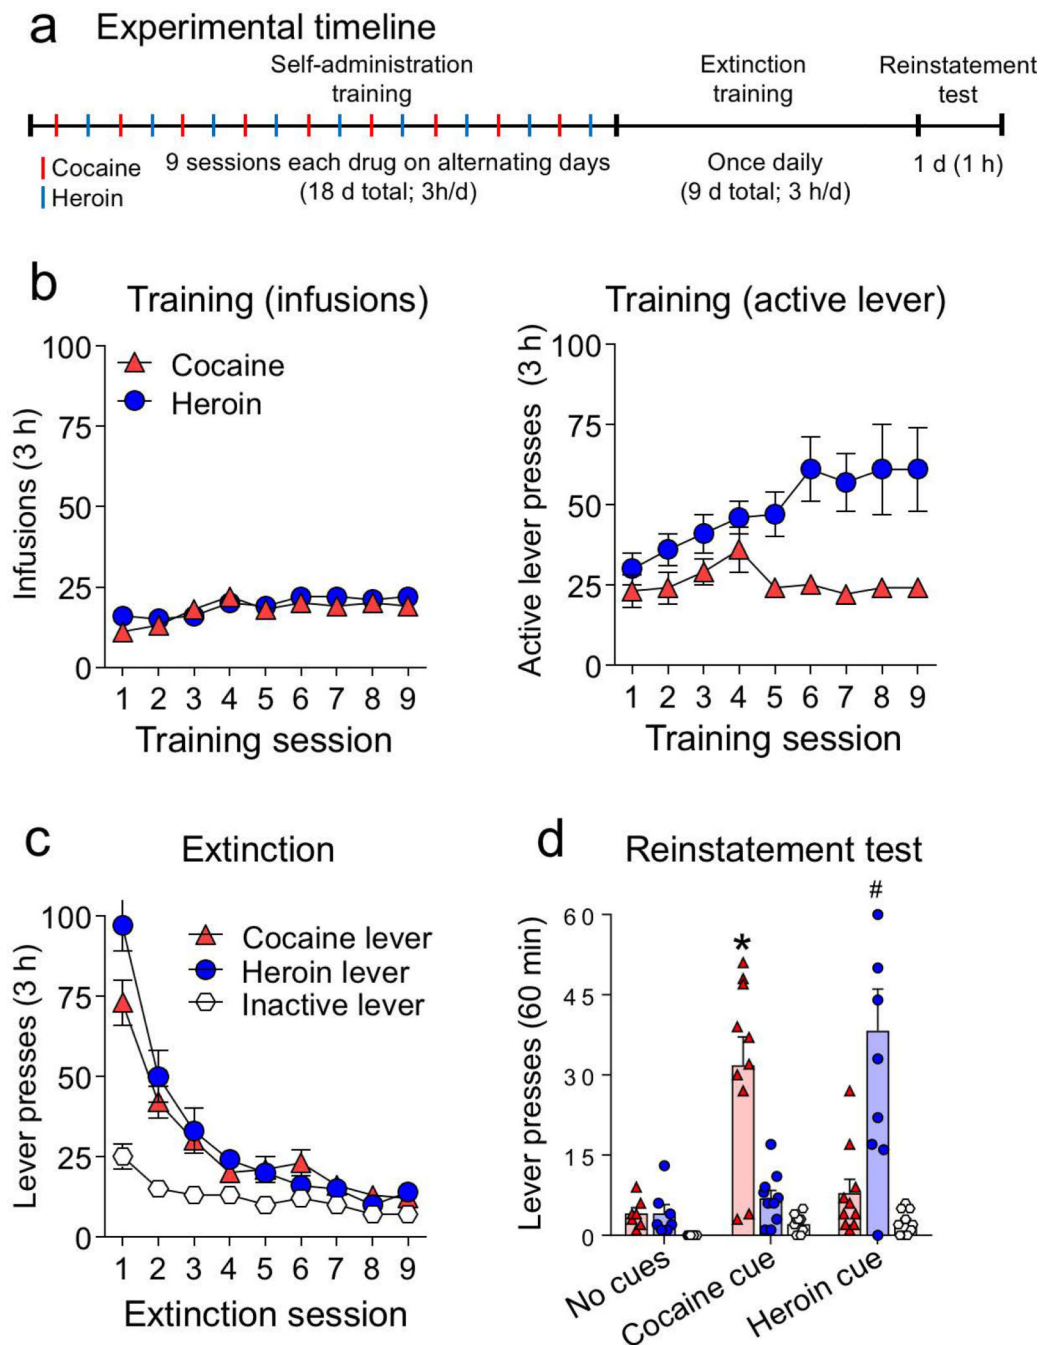 a Experimental timeline
Self-administration
training
Extinction
training
Reinstatement
test
Cocaine
Heroin
9 sessions each drug on alternating days
(18 d total; 3h/d)
Once daily
(9 d total; 3 h/d)
1 d (1 h)
b
Training (infusions)
Infusions (3 h)
100
75
50
25
0
Cocaine
Heroin
1 2 3 4 5 6 7 8 9
Training session
Training (active lever)
Active lever presses (3 h)
100
75
50
25
0
1 2 3 4 5 6 7 8 9
Training session
c
Extinction
Lever presses (3 h)
100
75
50
25
0
Cocaine lever
Heroin lever
Inactive lever
1 2 3 4 5 6 7 8 9
Extinction session
d
Reinstatement test
Lever presses (60 min)
60
45
30
15
0
*
#
No cues
Cocaine cue
Heroin cue